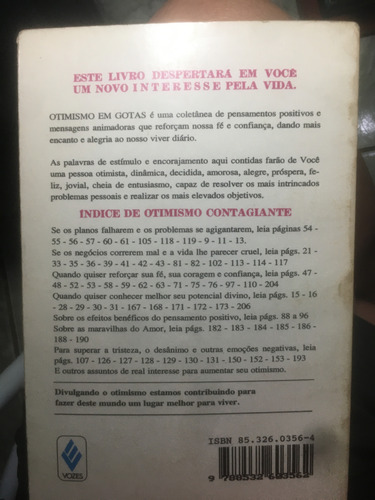 ESTE LIVRO DESPERTARÁ EM VOCÊ
UM NOVO INTERESSE PELA VIDA.
OTIMISMO EM GOTAS é uma coletânea de pensamentos positivos e
mensagens animadoras que reforçam nossa fé e confiança, dando mais
encanto e alegria ao nosso viver diário.
As palavras de estímulo e encorajamento aqui contidas farão de Você
uma pessoa otimista, dinâmica, decidida, amorosa, alegre, próspera, fe-
liz, jovial, cheia de entusiasmo, capaz de resolver os mais intrincados
problemas pessoais e realizar os mais elevados objetivos.
INDICE DE OTIMISMO CONTAGIANTE
Se os planos falharem e os problemas se agigantarem, leia páginas 54 -
55 - 56 - 57 - 60 - 61 - 105 - 118 - 119 - 9 - 11 - 13.
Se os negócios correrem mal e a vida lhe parecer cruel, leia págs. 21 -
33 - 35 - 36 - 39 - 41 - 42 - 43 - 81 - 82 - 102 - 113 - 114 - 117
Quando quiser reforçar sua fé, sua coragem e confiança, leia págs. 47 -
48 - 52 - 53 - 58 - 59 - 62 - 63 - 71 - 75 - 76 - 97 - 110 - 204
Quando quiser conhecer melhor seu potencial divino, leia págs. 15 - 16
- 28 - 29 - 30 - 31 - 167 - 168 - 171 - 172 - 173 - 206
Sobre os efeitos benéficos do pensamento positivo, leia págs. 88 a 96
Sobre as maravilhas do Amor, leia págs. 182 - 183 - 184 - 185 - 186 -
188 - 190
Para superar a tristeza, o desânimo e outras emoções negativas, leia
págs. 107 - 126 - 127 - 128 - 129 - 130 - 131 - 150 - 152 - 153 - 193
E outros assuntos de real interesse para aumentar seu otimismo.
Divulgando o otimismo estamos contribuindo para
fazer deste mundo um lugar melhor para viver.
VOZES
ISBN 85.326.0356-4
9 788532 603562